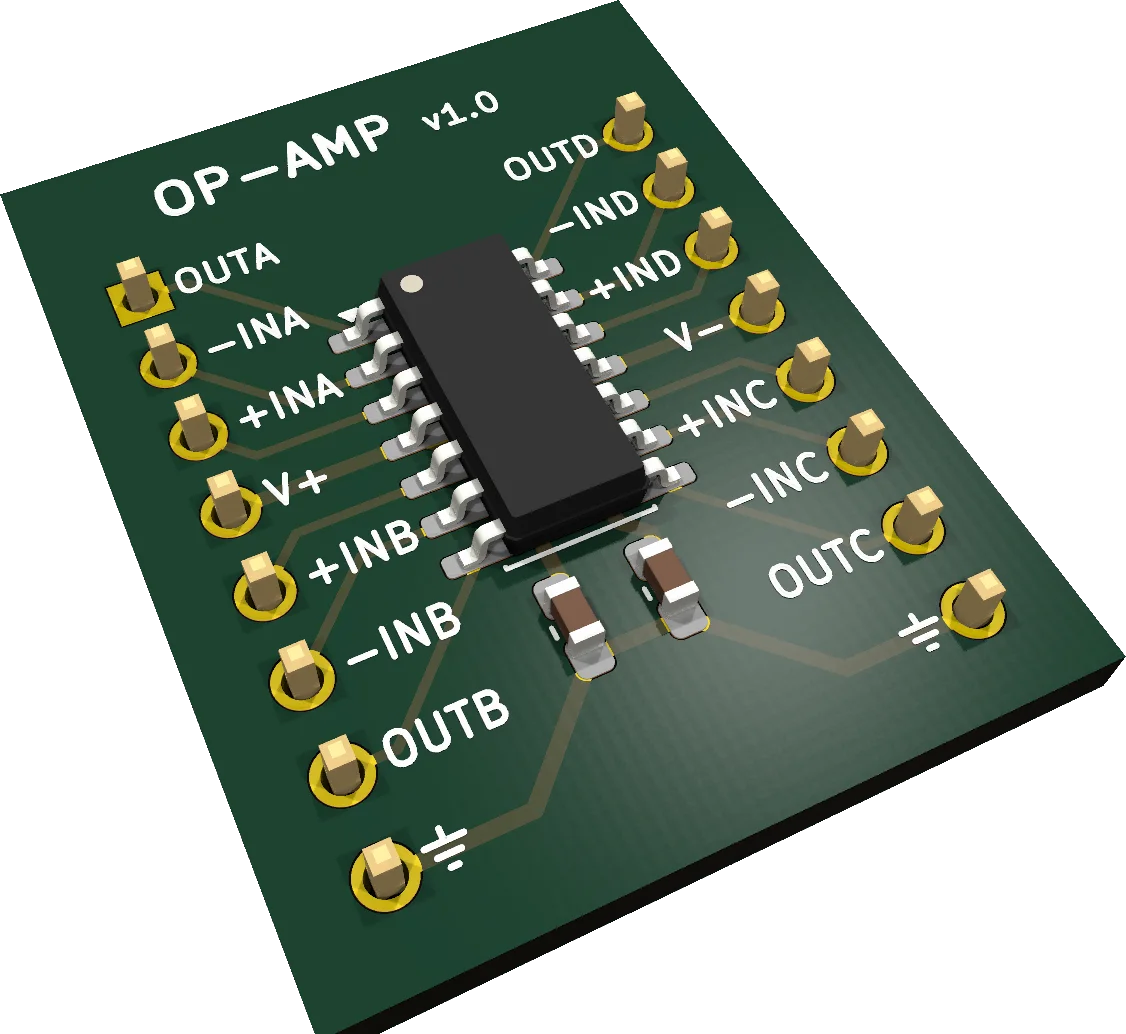 OP-AMP v1.0
OUTA
-INA
+INA
V+
+INB
-INB
OUTB
OUTD
-IND
+IND
V-
+INC
-INC
OUTC